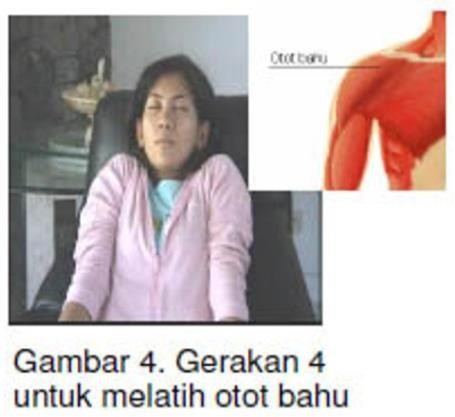 Otot bahu
Gambar 4. Gerakan 4
untuk melatih otot bahu